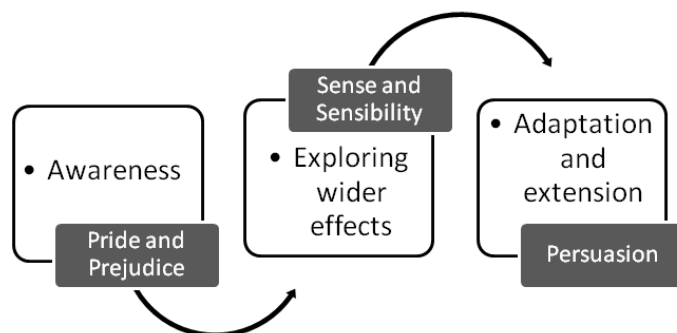 • Awareness
Pride and
Prejudice
Sense and
Sensibility
• Exploring
wider
effects
• Adaptation
and
extension
Persuasion